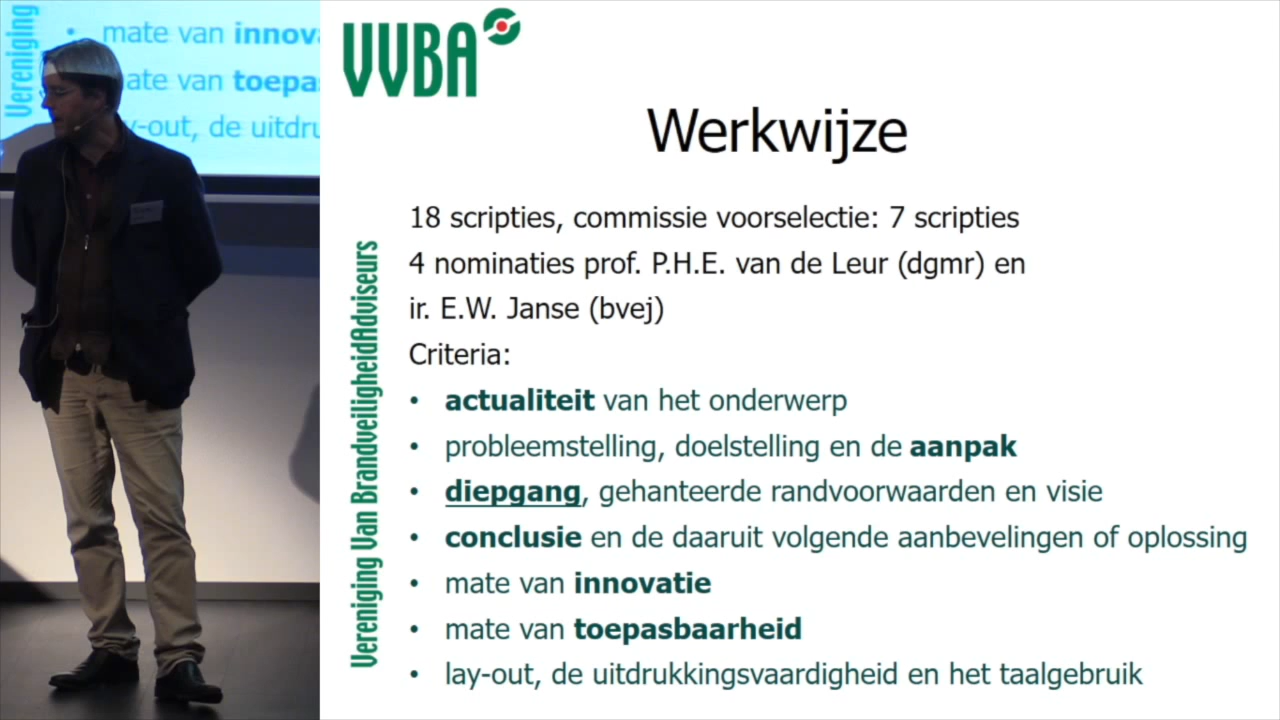 Vereniging
mate van innov
ate van toepas
y-out, de uitdru
VVBA
Werkwijze
18 scripties, commissie voorselectie: 7 scripties
4 nominaties prof. P.H.E. van de Leur (dgmr) en
ir. E.W. Janse (bvej)
Criteria:
• actualiteit van het onderwerp
• probleemstelling, doelstelling en de aanpak
• diepgang, gehanteerde randvoorwaarden en visie
• conclusie en de daaruit volgende aanbevelingen of oplossing
• mate van innovatie
• mate van toepasbaarheid
• lay-out, de uitdrukkingsvaardigheid en het taalgebruik
Vereniging Van BrandveiligheidAdviseurs